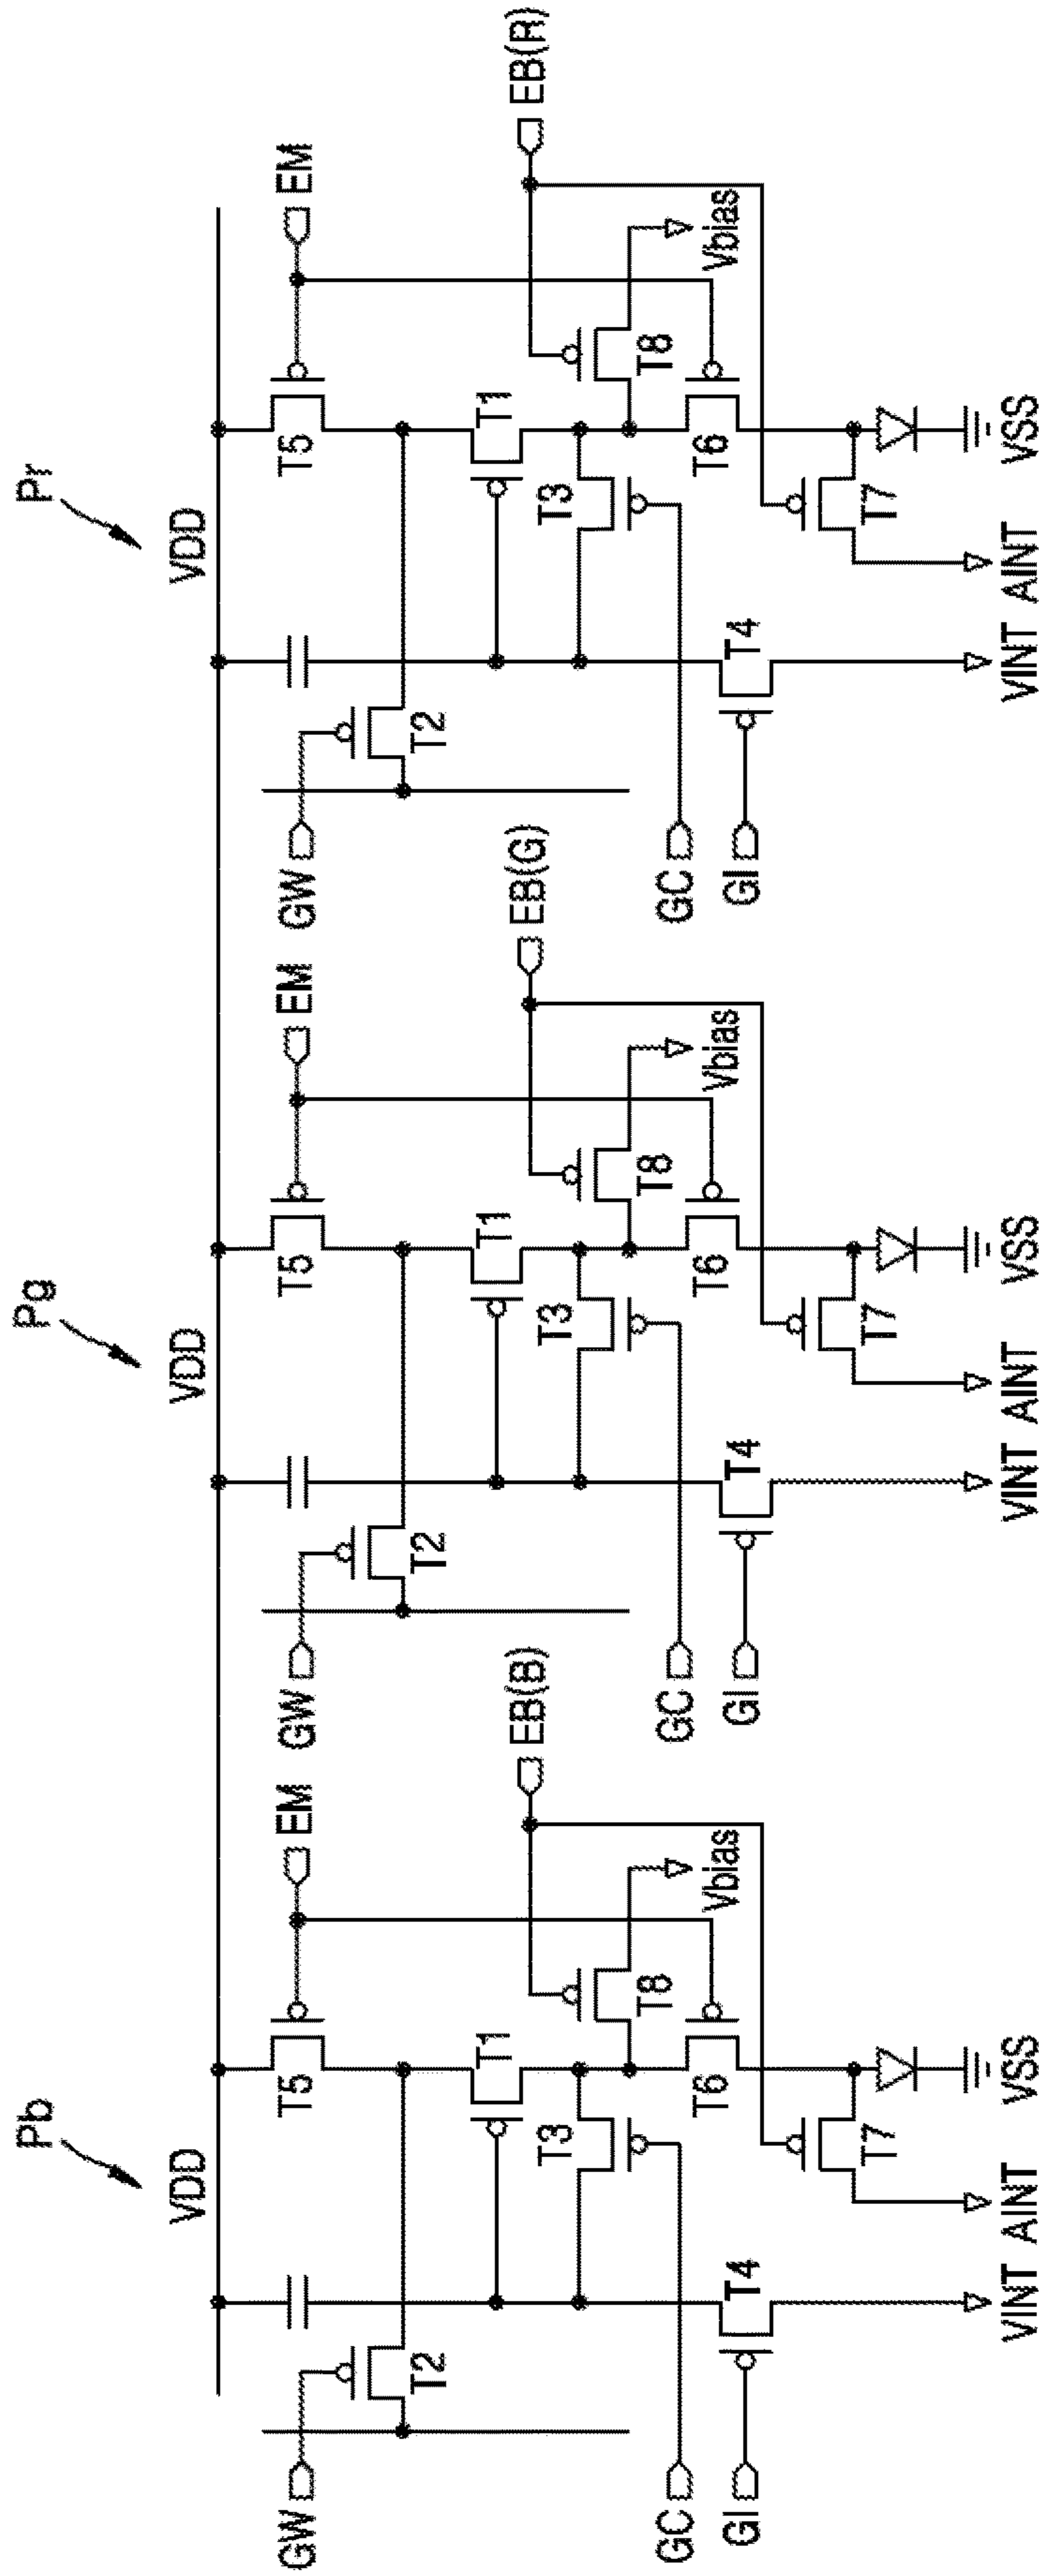 Pb
Pg
Pr
VDD
VDD
VDD
GW
T2
T5
EM
GW
T2
T5
EM
GW
T2
T5
EM
T3
T1
EB(B)
T3
T1
EB(G)
T3
T1
EB(R)
T8
Vbias
T8
Vbias
T8
Vbias
GC
GC
GC
GI
T4
T6
GI
T4
T6
GI
T4
T6
T7
T7
T7
VINT
AINT
VSS
VINT
AINT
VSS
VINT
AINT
VSS